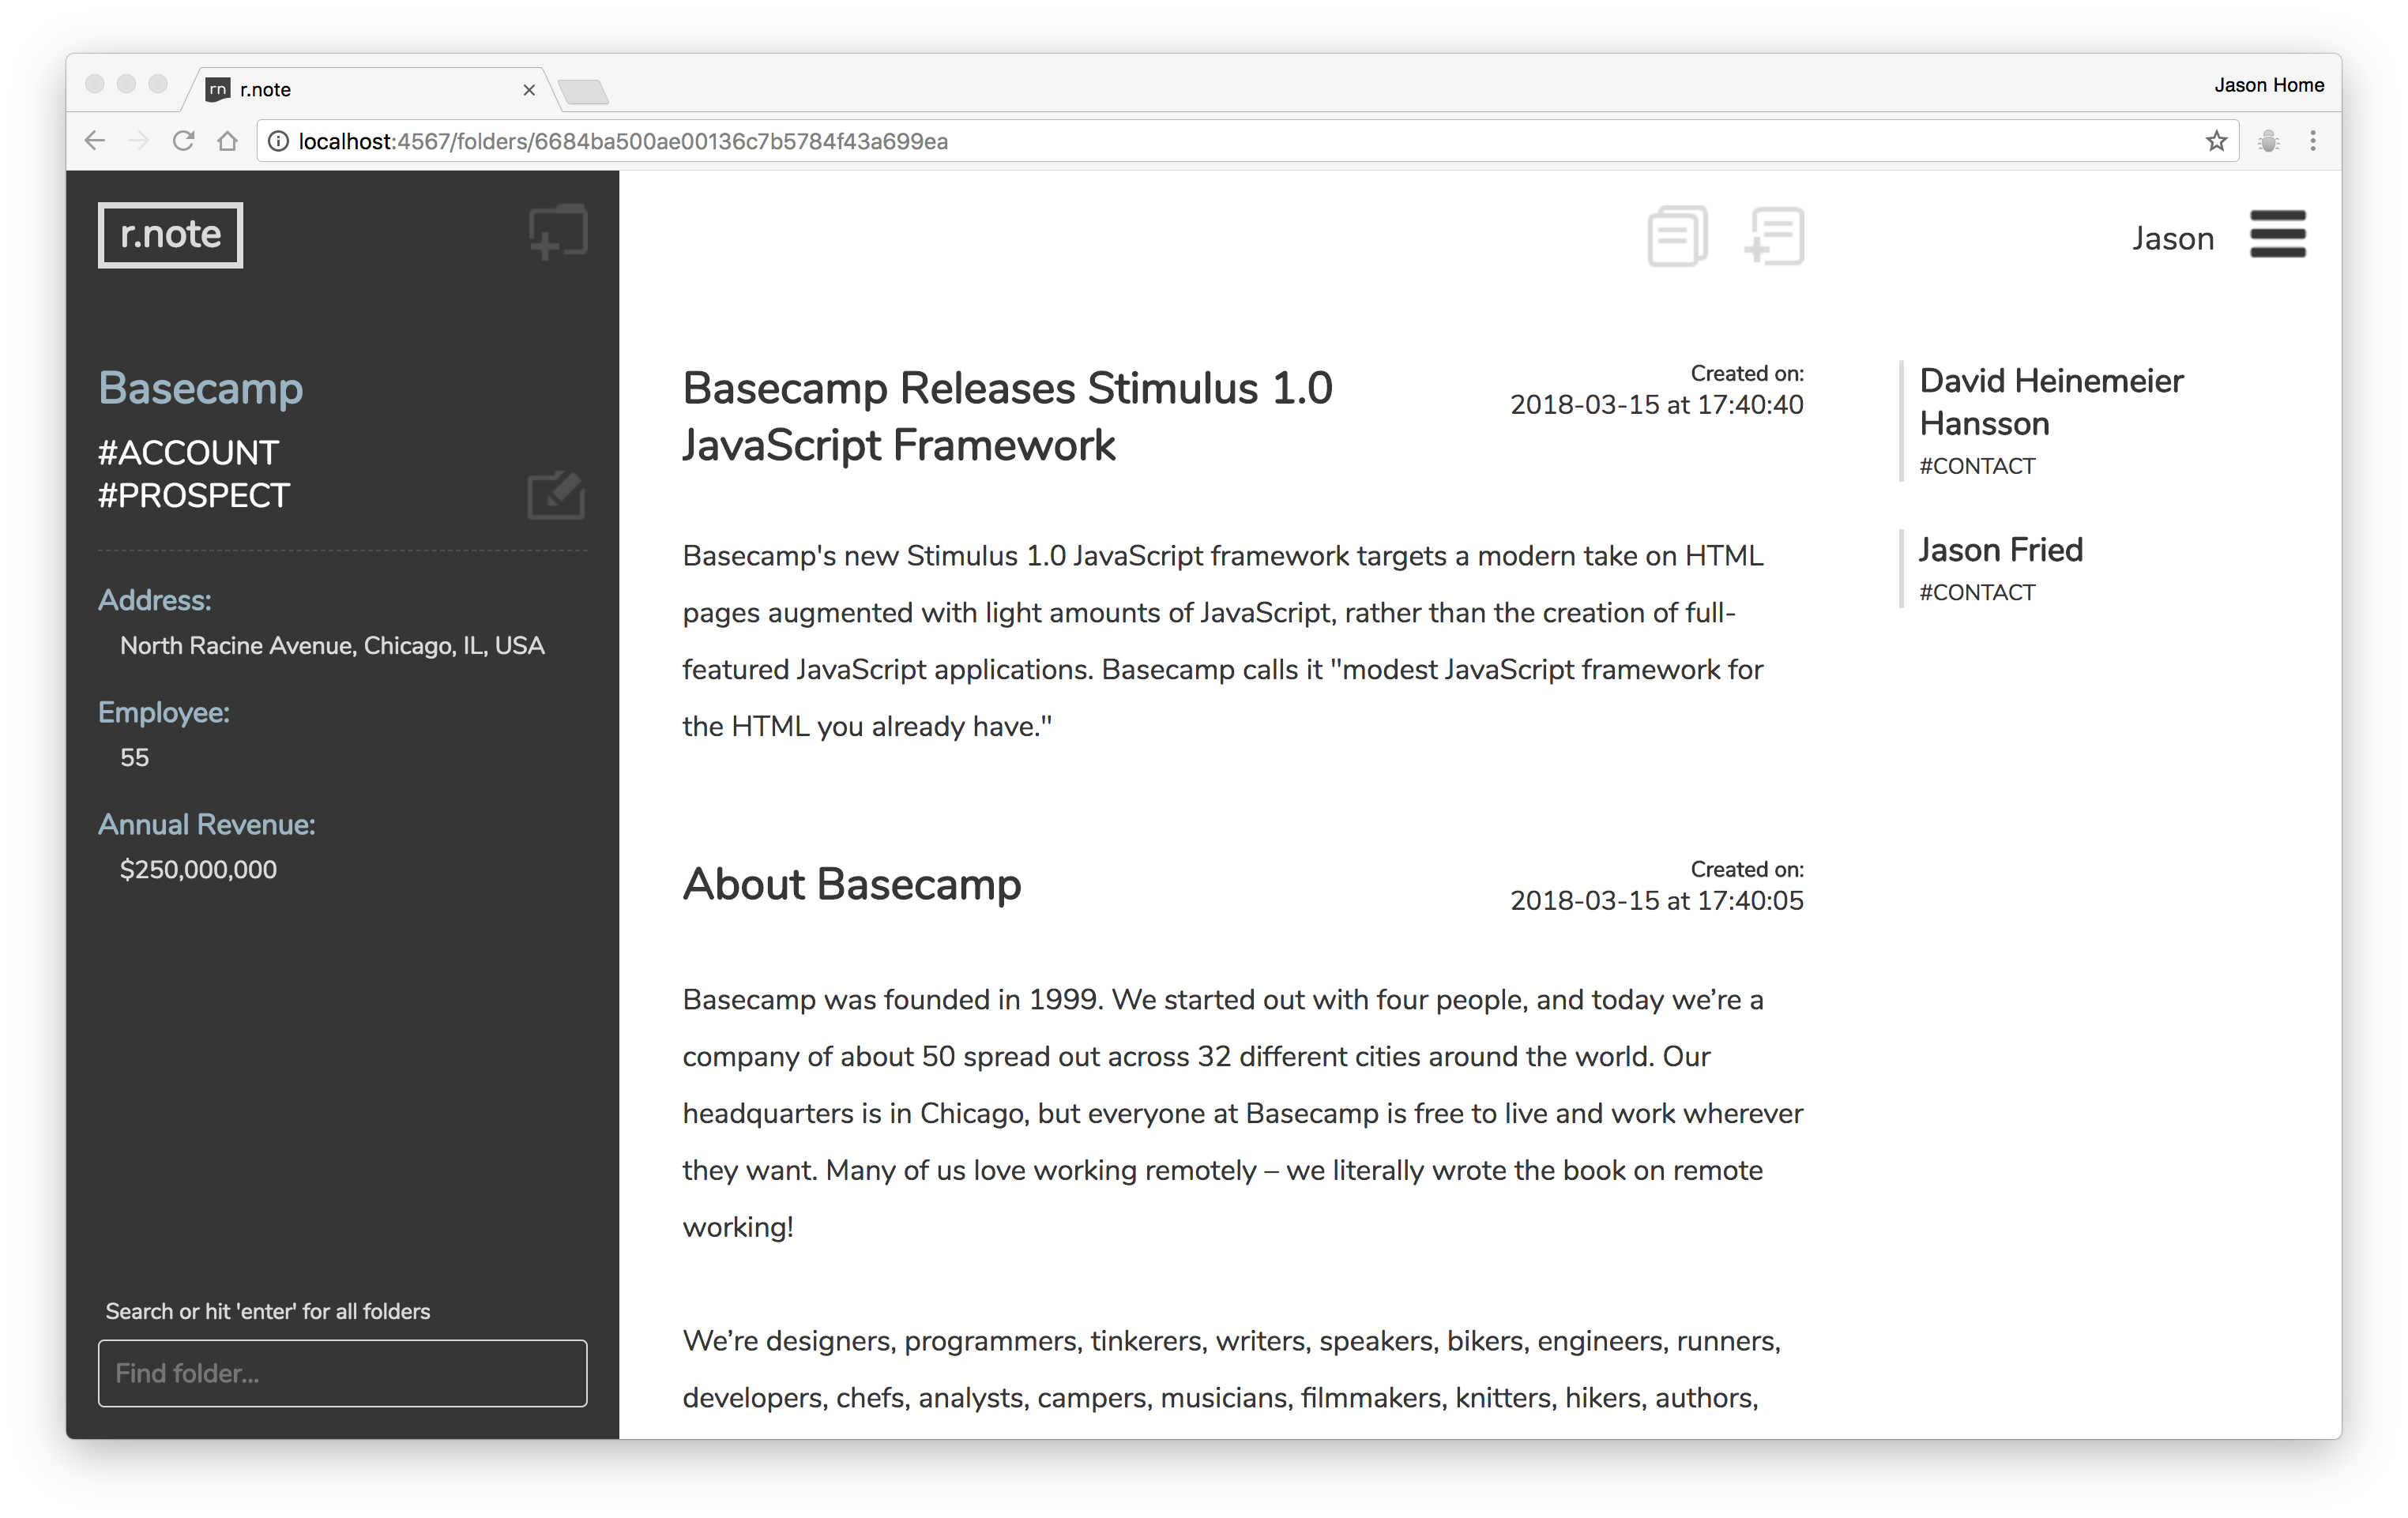 rn r.note
Jason Home
localhost:4567/folders/6684ba500ae00136c7b5784f43a699ea
r.note
Jason
Basecamp
#ACCOUNT
#PROSPECT
Address:
North Racine Avenue, Chicago, IL, USA
Employee:
55
Annual Revenue:
$250,000,000
Search or hit 'enter' for all folders
Find folder...
Basecamp Releases Stimulus 1.0
JavaScript Framework
Created on:
2018-03-15 at 17:40:40
Basecamp's new Stimulus 1.0 JavaScript framework targets a modern take on HTML
pages augmented with light amounts of JavaScript, rather than the creation of full-
featured JavaScript applications. Basecamp calls it "modest JavaScript framework for
the HTML you already have."
About Basecamp
Created on:
2018-03-15 at 17:40:05
Basecamp was founded in 1999. We started out with four people, and today we’re a
company of about 50 spread out across 32 different cities around the world. Our
headquarters is in Chicago, but everyone at Basecamp is free to live and work wherever
they want. Many of us love working remotely – we literally wrote the book on remote
working!
We’re designers, programmers, tinkerers, writers, speakers, bikers, engineers, runners,
developers, chefs, analysts, campers, musicians, filmmakers, knitters, hikers, authors,
David Heinemeier
Hansson
#CONTACT
Jason Fried
#CONTACT